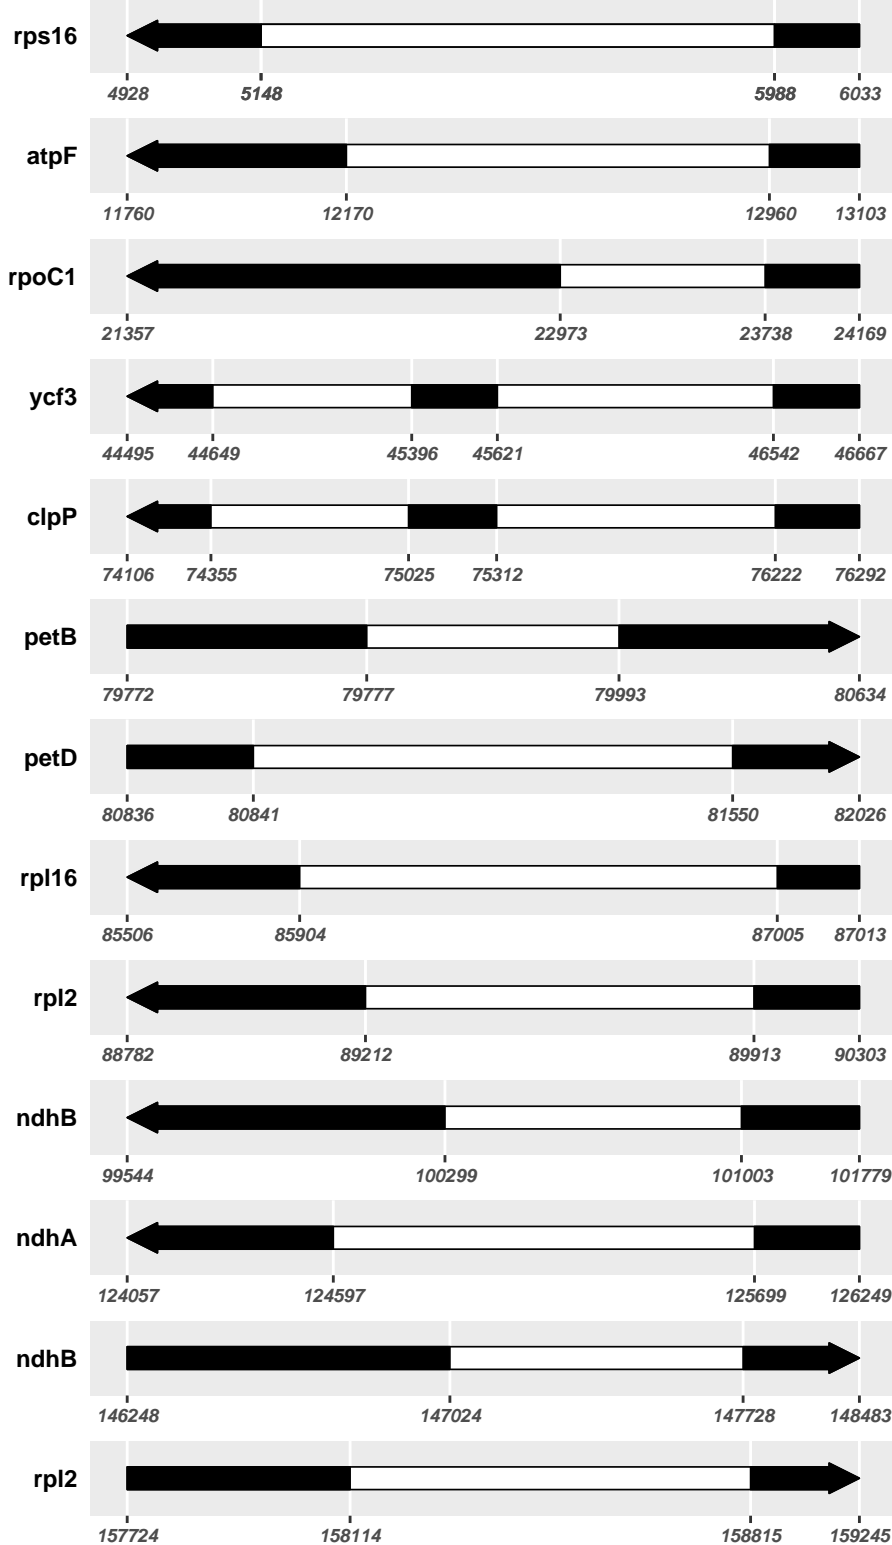 rps16
4928 5148 5988 6033
atpF
11760 12170 12960 13103
rpoC1
21357 22973 23738 24169
ycf3
44495 44649 45396 45621 46542 46667
clpP
74106 74355 75025 75312 76222 76292
petB
79772 79777 79993 80634
petD
80836 80841 81550 82026
rpl16
85506 85904 87005 87013
rpl2
88782 89212 89913 90303
ndhB
99544 100299 101003 101779
ndhA
124057 124597 125699 126249
ndhB
146248 147024 147728 148483
rpl2
157724 158114 158815 159245